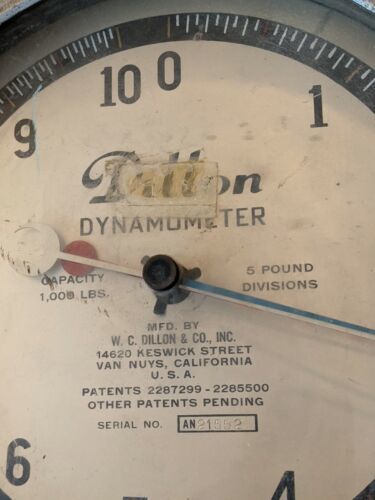 10 0
1
9
Dillon
DYNAMOMETER
CAPACITY
1,000 LBS.
5 POUND
DIVISIONS
MFD. BY
W. C. DILLON & CO., INC.
14620 KESWICK STREET
VAN NUYS, CALIFORNIA
U. S. A.
PATENTS 2287299 - 2285500
OTHER PATENTS PENDING
SERIAL NO. AN21552
6
4